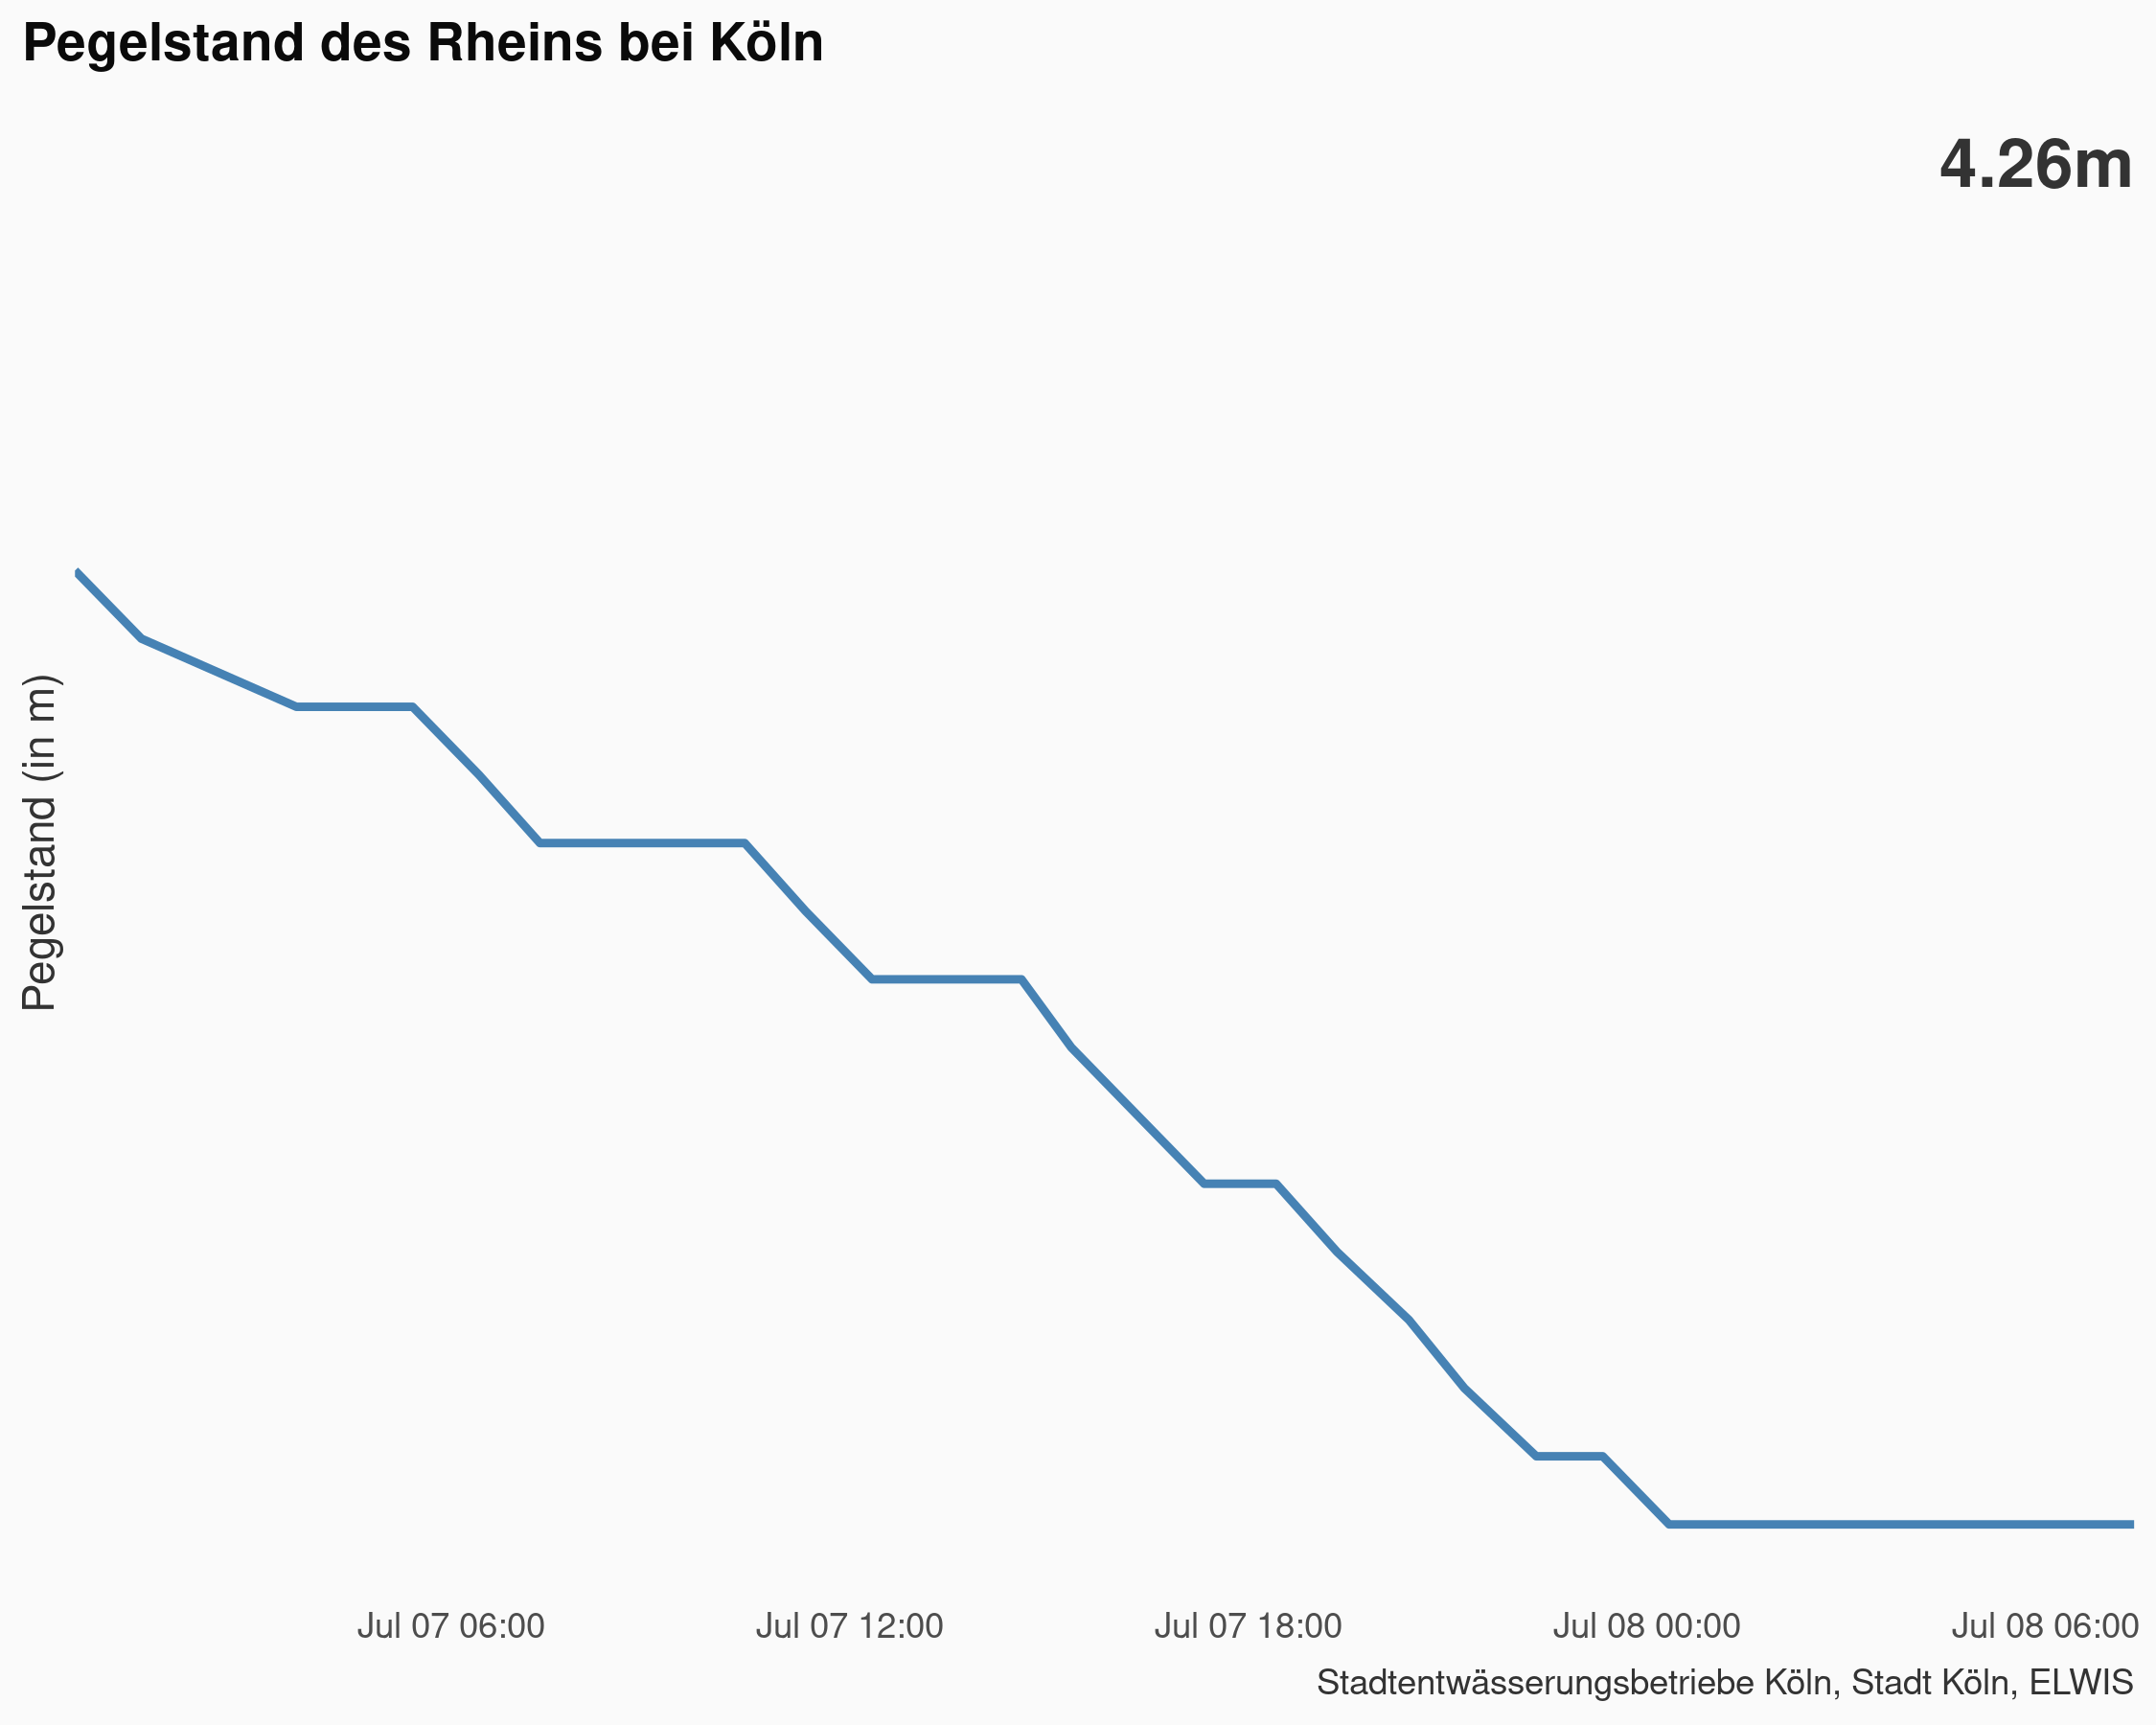 Pegelstand des Rheins bei Köln
4.26m
Pegelstand (in m)
Jul 07 06:00 Jul 07 12:00 Jul 07 18:00 Jul 08 00:00 Jul 08 06:00
Stadtentwässerungsbetriebe Köln, Stadt Köln, ELWIS